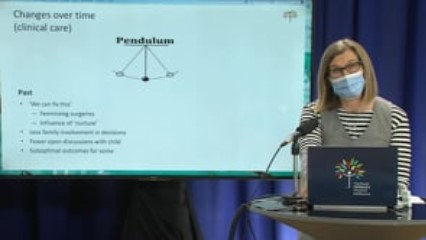 Changes over time
(clinical care)
Pendulum
Past
• 'We can fix this'
– Feminising surgeries
– Influence of 'nurture'
• Less family involvement in decisions
• Fewer open discussions with child
• Suboptimal outcomes for some